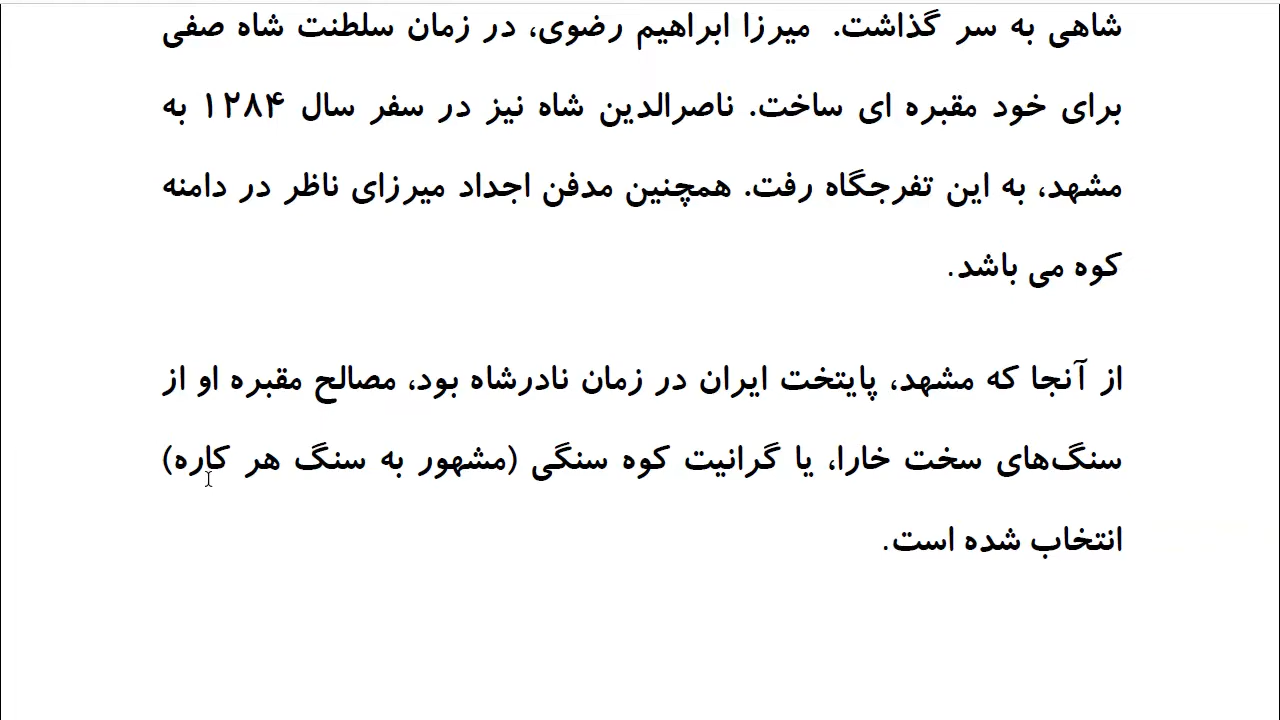 شاهی به سر گذاشت. میرزا ابراهیم رضوی، در زمان سلطنت شاه صفی
برای خود مقبره ای ساخت. ناصرالدین شاه نیز در سفر سال ۱۲۸۴ به
مشهد، به این تفرجگاه رفت. همچنین مدفن اجداد میرزای ناظر در دامنه
کوه می باشد.
از آنجا که مشهد، پایتخت ایران در زمان نادرشاه بود، مصالح مقبره او از
سنگ‌های سخت خارا، یا گرانیت کوه سنگی (مشهور به سنگ هر کاره)
انتخاب شده است.